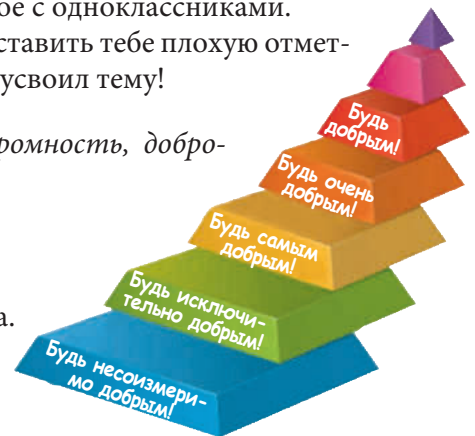 ое с одноклассниками.
ставить тебе плохую отмет-
усвоил тему!
ромность, добро-
а.
Будь
добрым!
Будь очень
добрым!
Будь самым
добрым!
Будь исключи-
тельно добрым!
Будь несоизмери-
мо добрым!